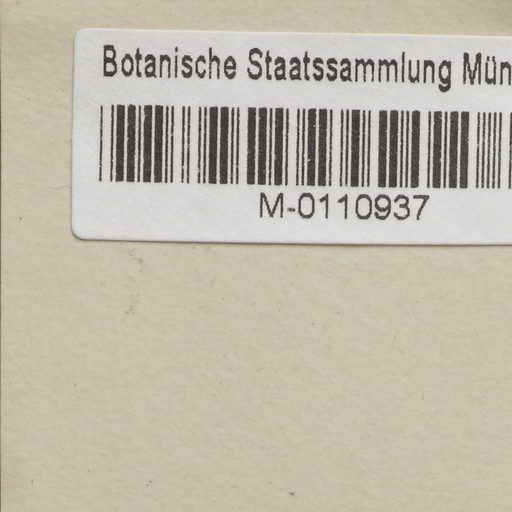 Botanische Staatssammlung Mün
M-0110937